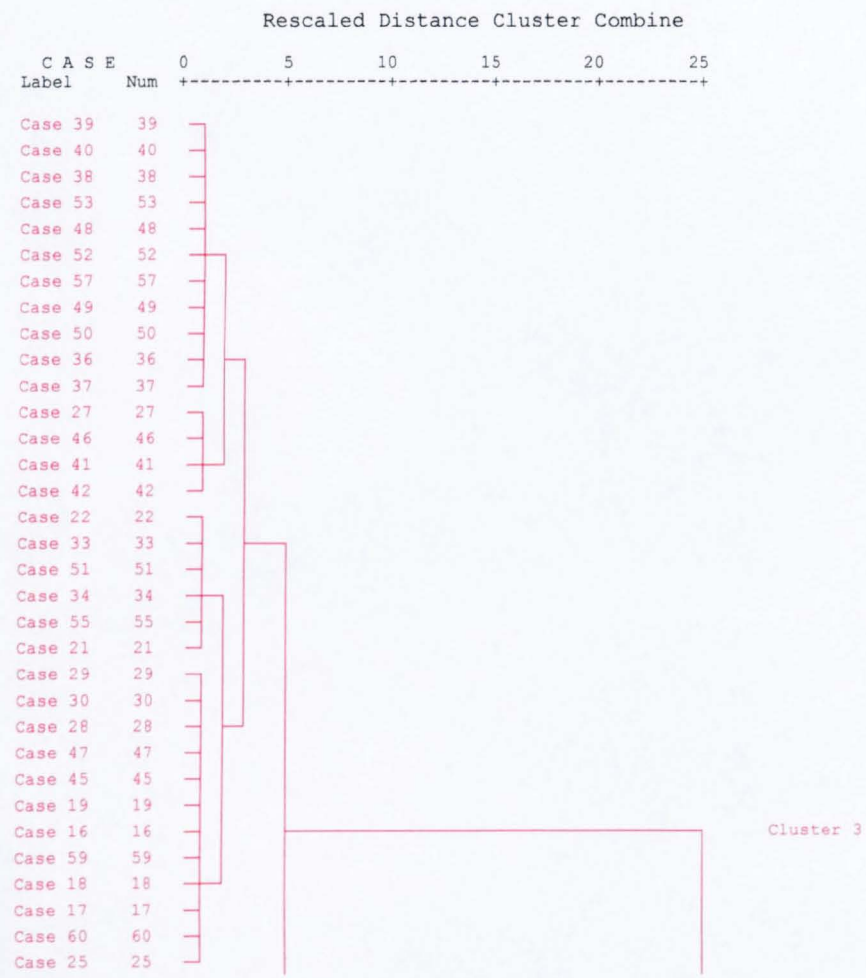 Rescaled Distance Cluster Combine
C A S E 0 5 10 15 20 25
Label Num +---------+---------+---------+---------+---------+
Case 39 39
Case 40 40
Case 38 38
Case 53 53
Case 48 48
Case 52 52
Case 57 57
Case 49 49
Case 50 50
Case 36 36
Case 37 37
Case 27 27
Case 46 46
Case 41 41
Case 42 42
Case 22 22
Case 33 33
Case 51 51
Case 34 34
Case 55 55
Case 21 21
Case 29 29
Case 30 30
Case 28 28
Case 47 47
Case 45 45
Case 19 19
Case 16 16 Cluster 3
Case 59 59
Case 18 18
Case 17 17
Case 60 60
Case 25 25